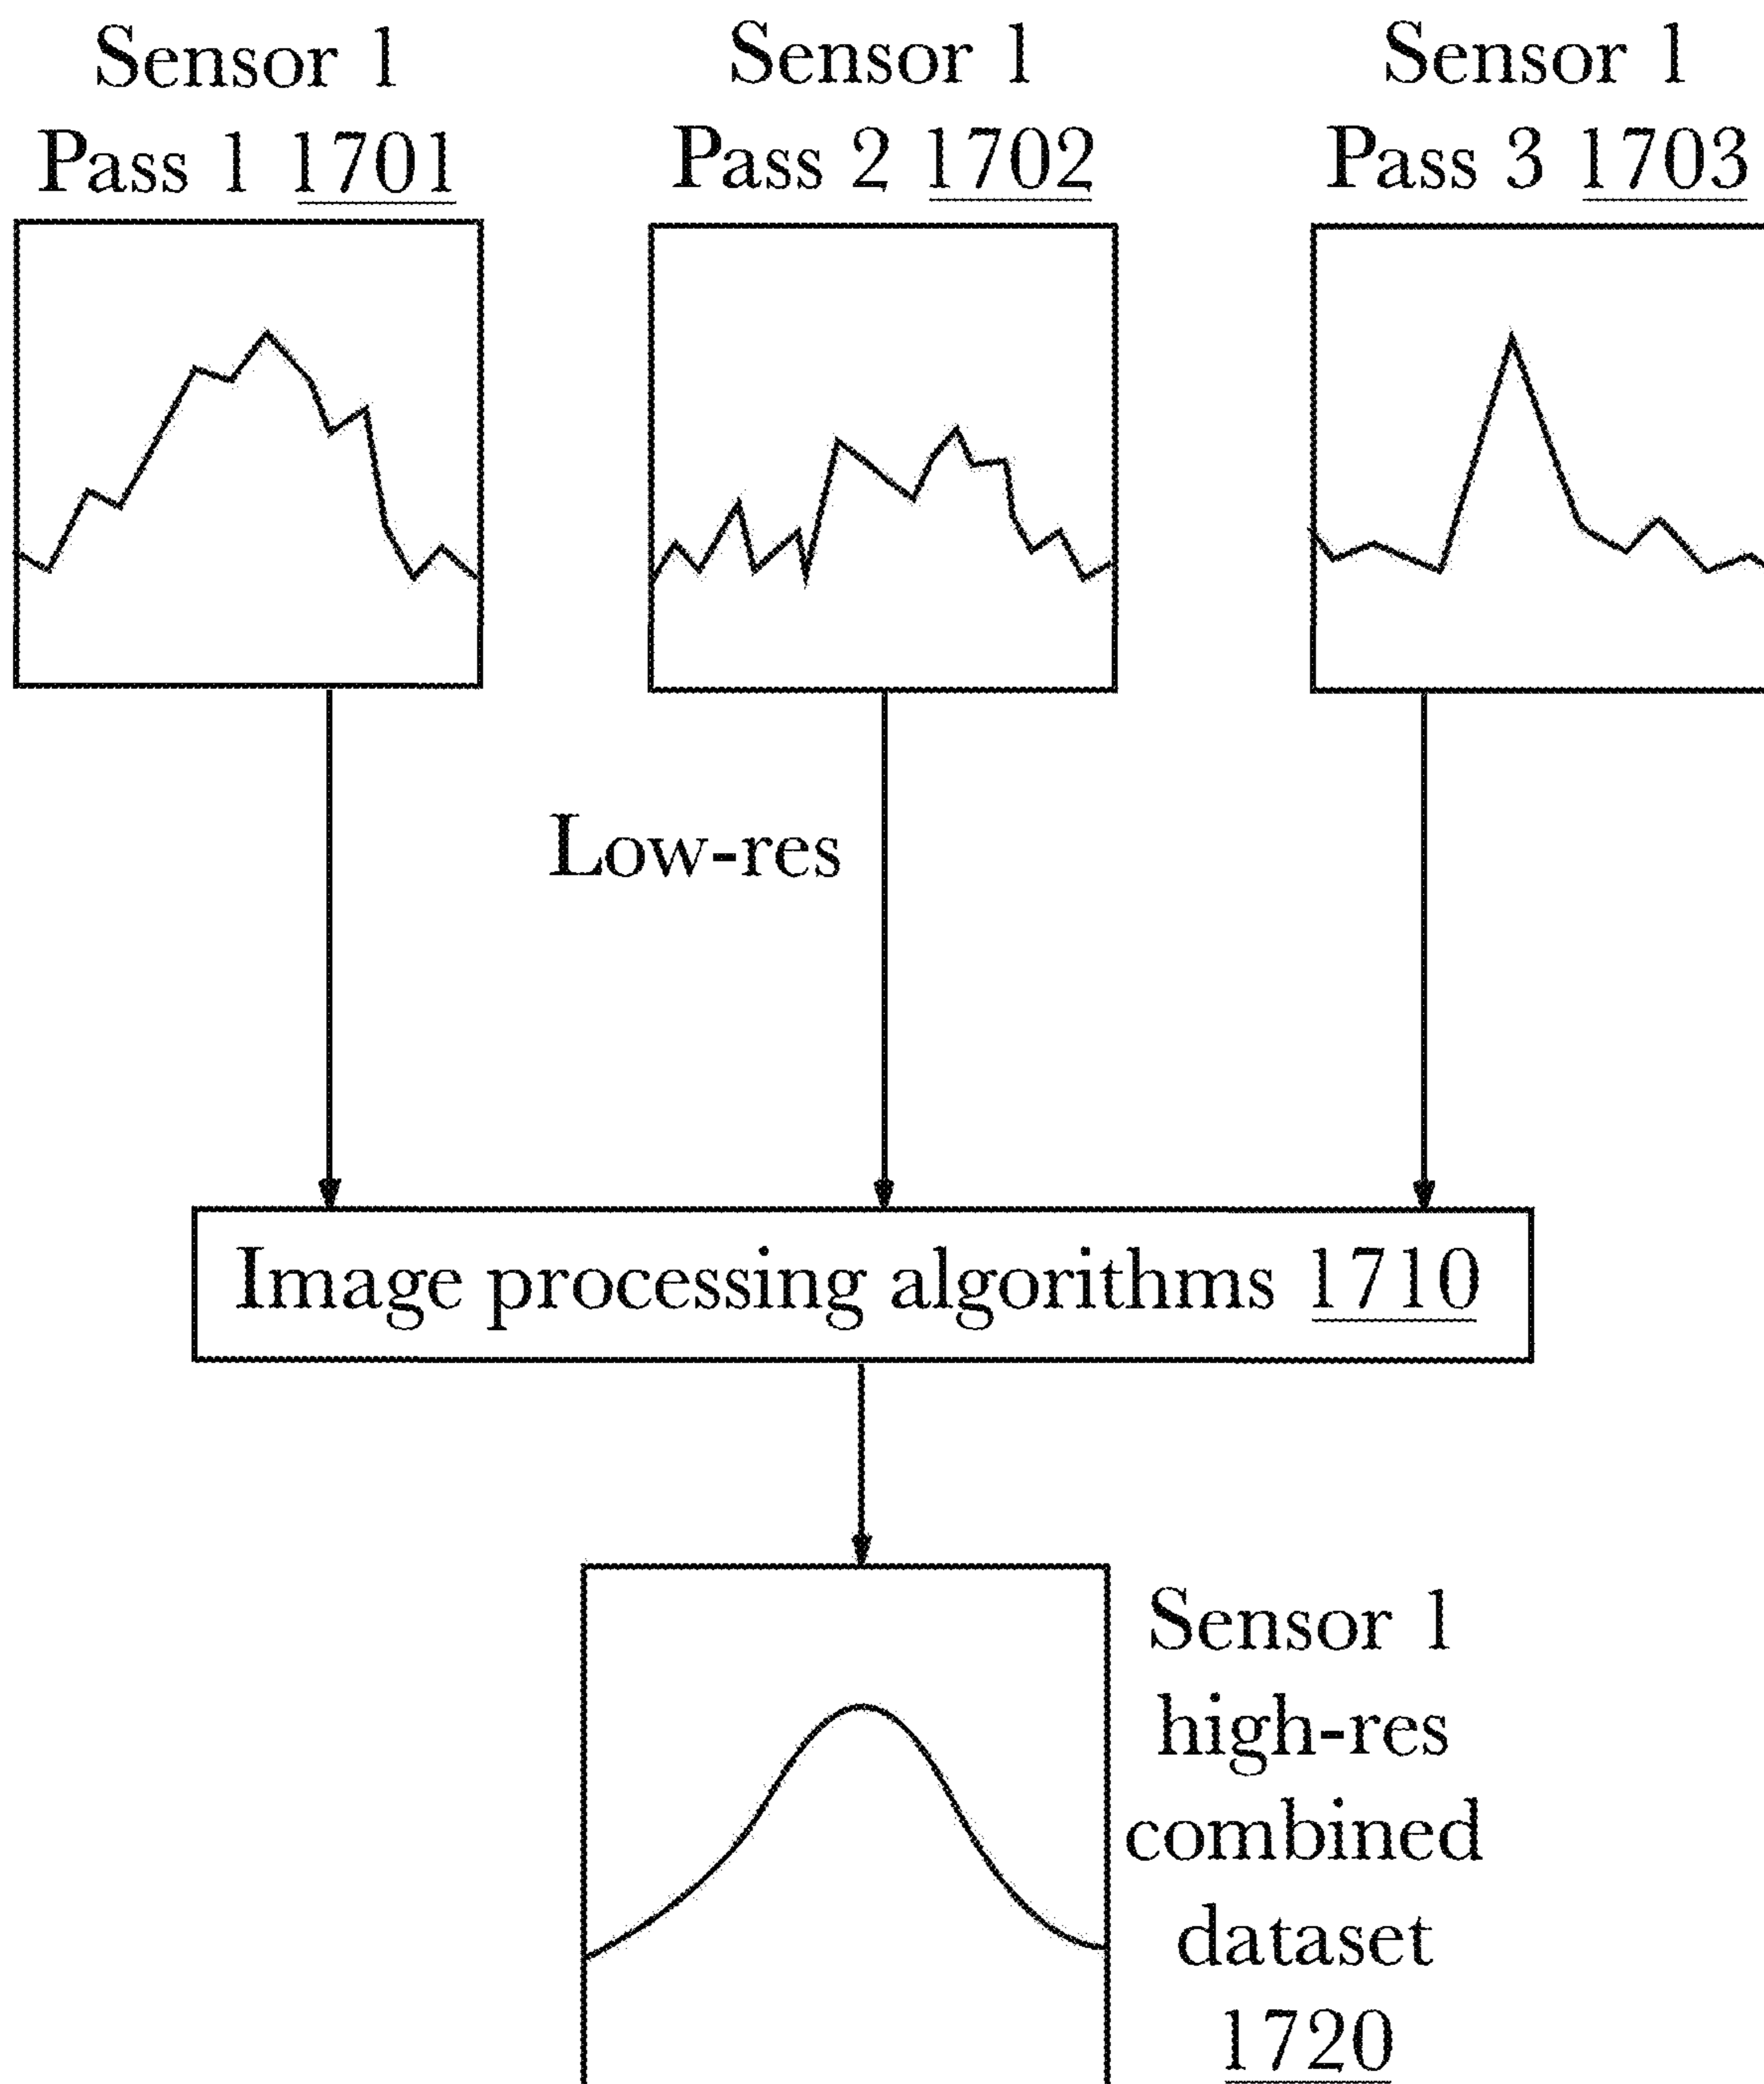 Sensor 1
Pass 1 1701
Sensor 1
Pass 2 1702
Sensor 1
Pass 3 1703
Low-res
Image processing algorithms 1710
Sensor 1
high-res
combined
dataset
1720